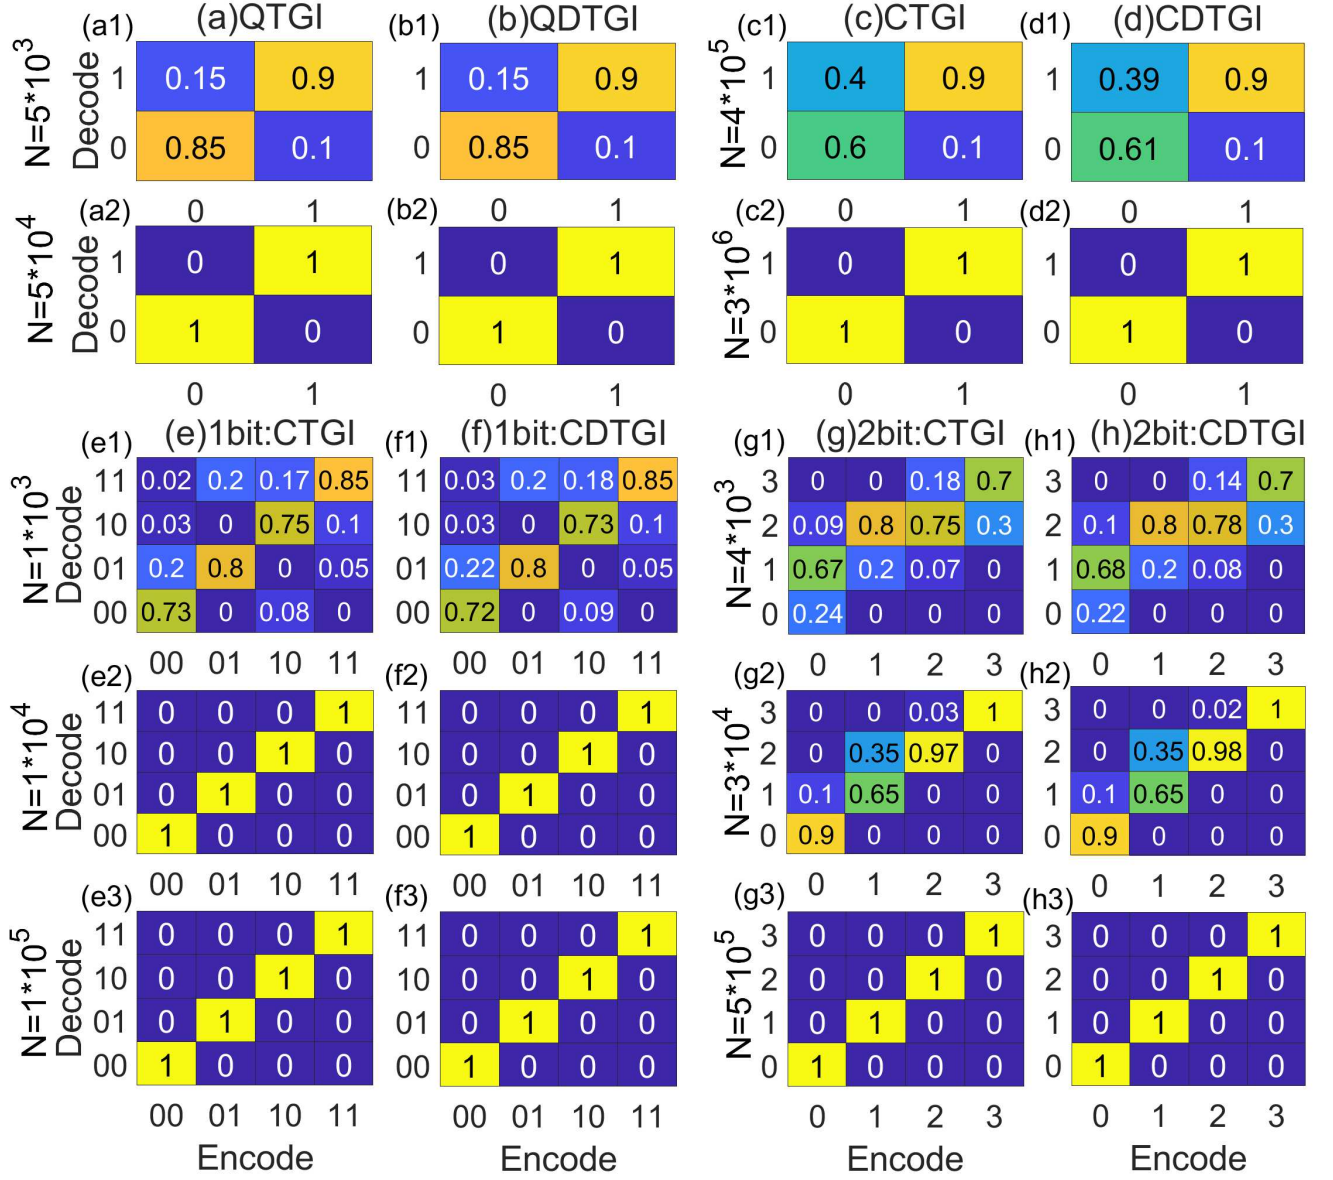 (a1) (a)QTGI (b1) (b)QDTGI (c1) (c)CTGI (d1) (d)CDTGI
N=5*10^3 Decode 1 0.15 0.9 1 0.15 0.9 N=4*10^5 1 0.4 0.9 1 0.39 0.9
0 0.85 0.1 0 0.85 0.1 0 0.6 0.1 0 0.61 0.1
0 1 0 1 0 1 0 1
(a2) (b2) (c2) (d2)
N=5*10^4 Decode 1 0 1 1 0 1 N=3*10^6 1 0 1 1 0 1
0 1 0 0 1 0 0 1 0 0 1 0
0 1 0 1 0 1 0 1
(e1) (e)1bit:CTGI (f1) (f)1bit:CDTGI (g1) (g)2bit:CTGI (h1) (h)2bit:CDTGI
N=1*10^3 Decode N=4*10^3
11 0.02 0.2 0.17 0.85 11 0.03 0.2 0.18 0.85 3 0 0 0.18 0.7 3 0 0 0.14 0.7
10 0.03 0 0.75 0.1 10 0.03 0 0.73 0.1 2 0.09 0.8 0.75 0.3 2 0.1 0.8 0.78 0.3
01 0.2 0.8 0 0.05 01 0.22 0.8 0 0.05 1 0.67 0.2 0.07 0 1 0.68 0.2 0.08 0
00 0.73 0 0.08 0 00 0.72 0 0.09 0 0 0.24 0 0 0 0 0.22 0 0 0
00 01 10 11 00 01 10 11 0 1 2 3 0 1 2 3
(e2) (f2) (g2) (h2)
N=1*10^4 Decode N=3*10^4
11 0 0 0 1 11 0 0 0 1 3 0 0 0.03 1 3 0 0 0.02 1
10 0 0 1 0 10 0 0 1 0 2 0 0.35 0.97 0 2 0 0.35 0.98 0
01 0 1 0 0 01 0 1 0 0 1 0.1 0.65 0 0 1 0.1 0.65 0 0
00 1 0 0 0 00 1 0 0 0 0 0.9 0 0 0 0 0.9 0 0 0
00 01 10 11 00 01 10 11 0 1 2 3 0 1 2 3
(e3) (f3) (g3) (h3)
N=1*10^5 Decode N=5*10^5
11 0 0 0 1 11 0 0 0 1 3 0 0 0 1 3 0 0 0 1
10 0 0 1 0 10 0 0 1 0 2 0 0 1 0 2 0 0 1 0
01 0 1 0 0 01 0 1 0 0 1 0 1 0 0 1 0 1 0 0
00 1 0 0 0 00 1 0 0 0 0 1 0 0 0 0 1 0 0 0
00 01 10 11 00 01 10 11 0 1 2 3 0 1 2 3
Encode Encode Encode Encode